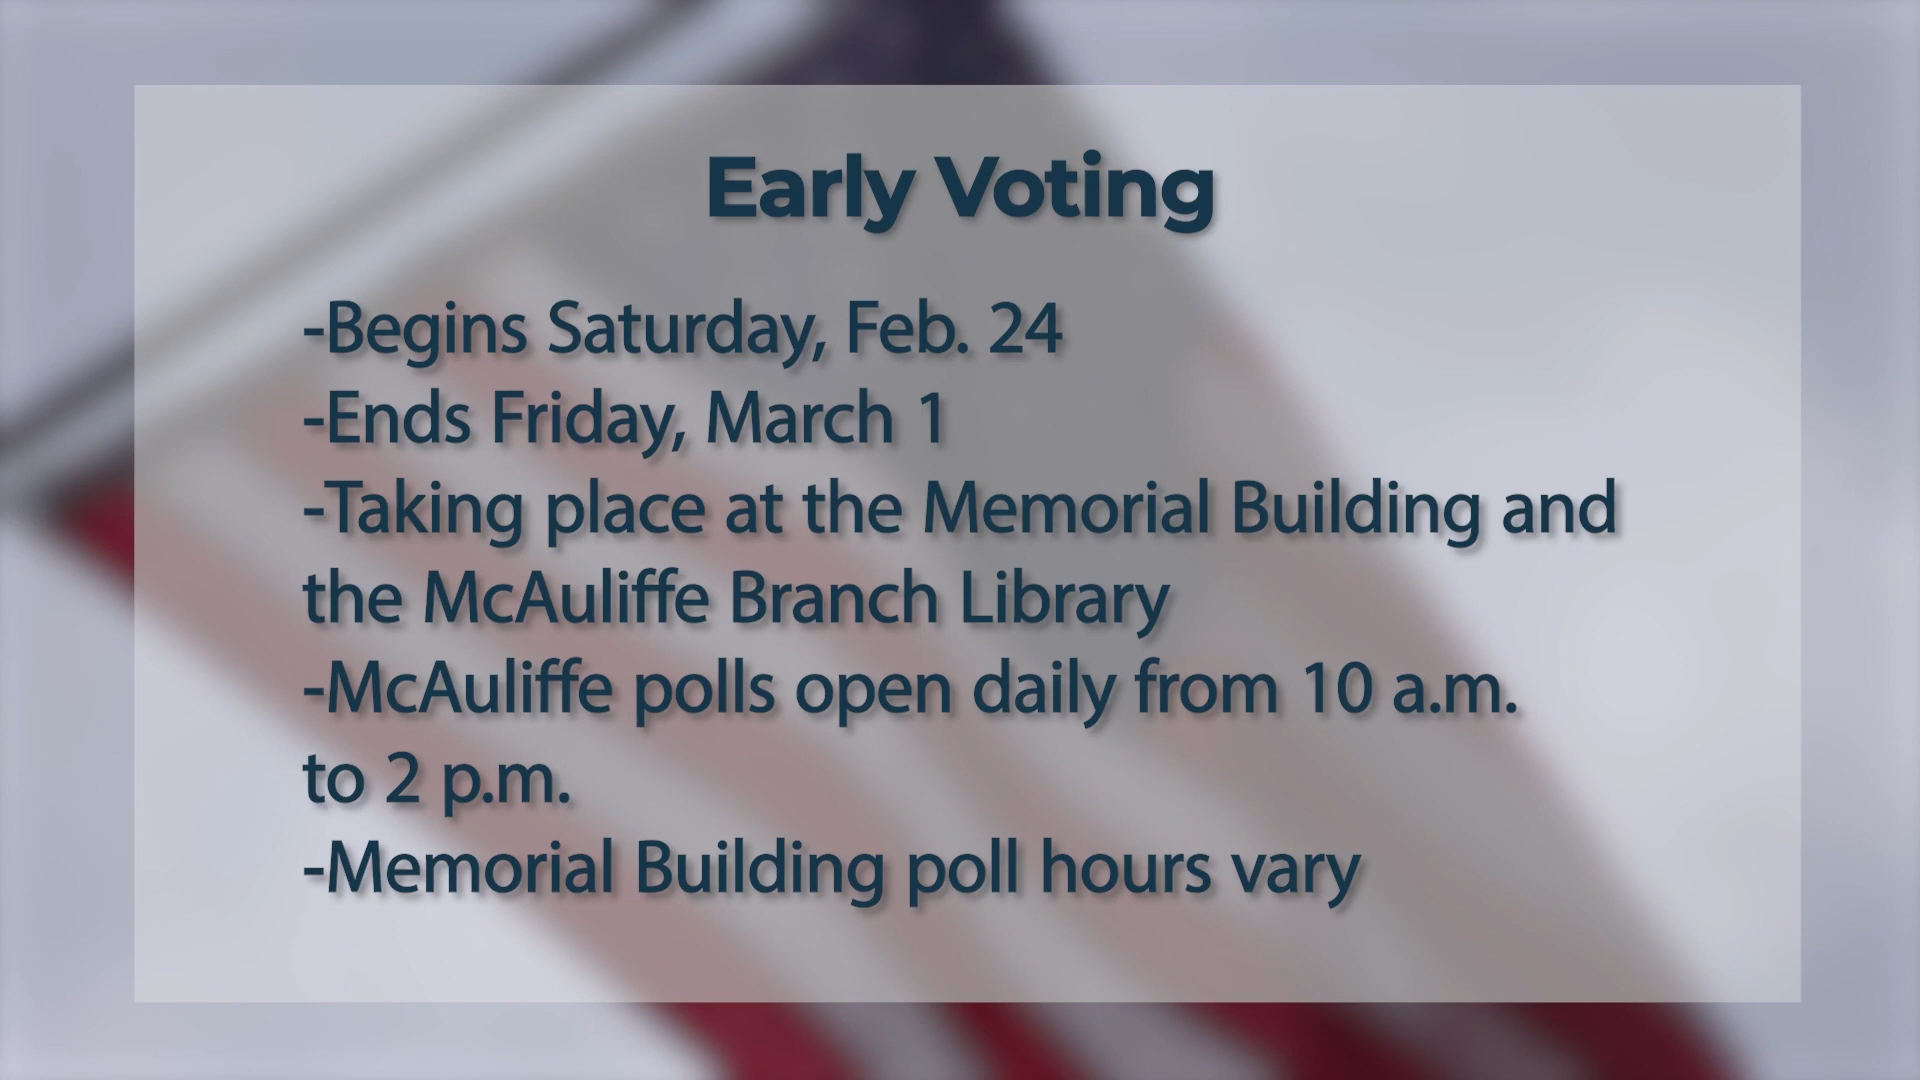 Early Voting
-Begins Saturday, Feb. 24
-Ends Friday, March 1
-Taking place at the Memorial Building and
the McAuliffe Branch Library
-McAuliffe polls open daily from 10 a.m.
to 2 p.m.
-Memorial Building poll hours vary